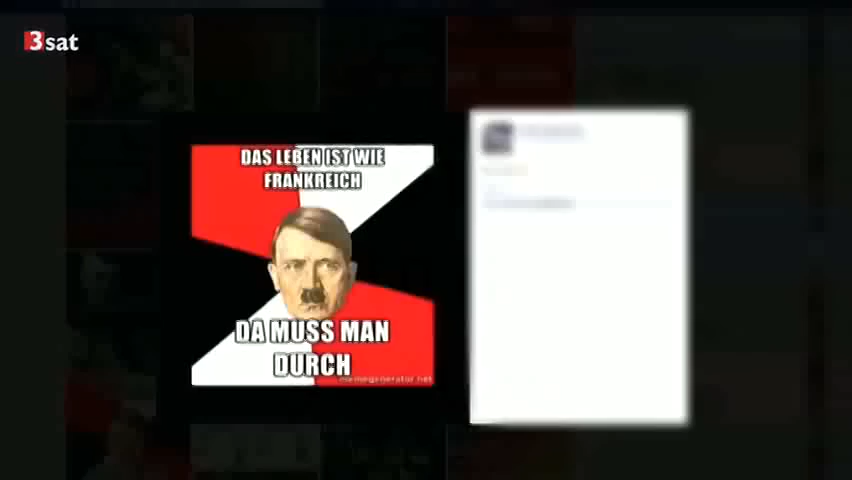 3sat
DAS LEBEN IST WIE
FRANKREICH
DA MUSS MAN
DURCH
memegenerator.net